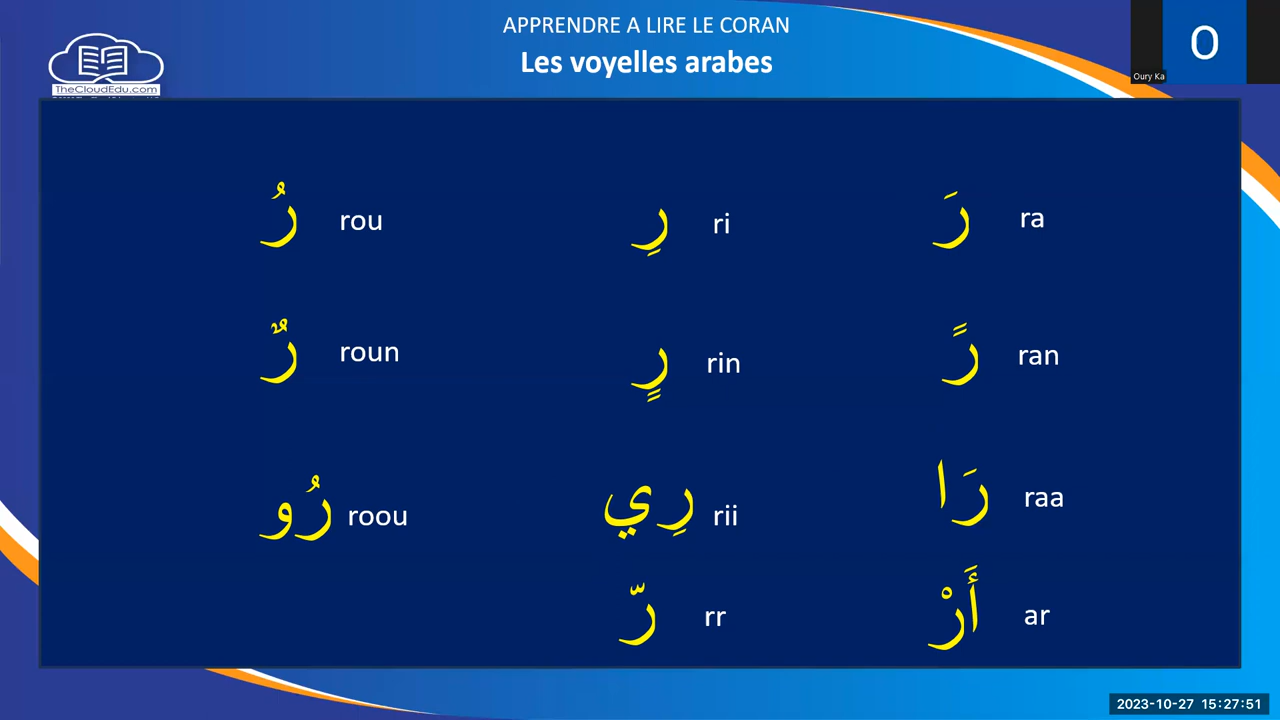 APPRENDRE A LIRE LE CORAN
Les voyelles arabes
TheCloudEdu.com
O
Oury Ka
رُ rou رِ ri رَ ra
رٌ roun رٍ rin رً ran
رُو roou رِي rii رَا raa
رّ rr أَرْ ar
2023-10-27 15:27:51